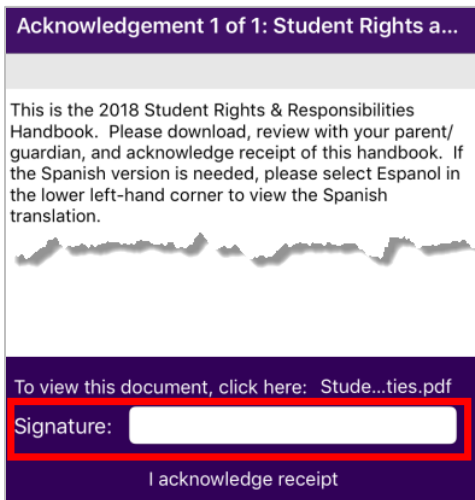 Acknowledgement 1 of 1: Student Rights a...
This is the 2018 Student Rights & Responsibilities
Handbook.  Please download, review with your parent/
guardian, and acknowledge receipt of this handbook.  If
the Spanish version is needed, please select Espanol in
the lower left-hand corner to view the Spanish
translation.
To view this document, click here:  Stude...ties.pdf
Signature:
I acknowledge receipt